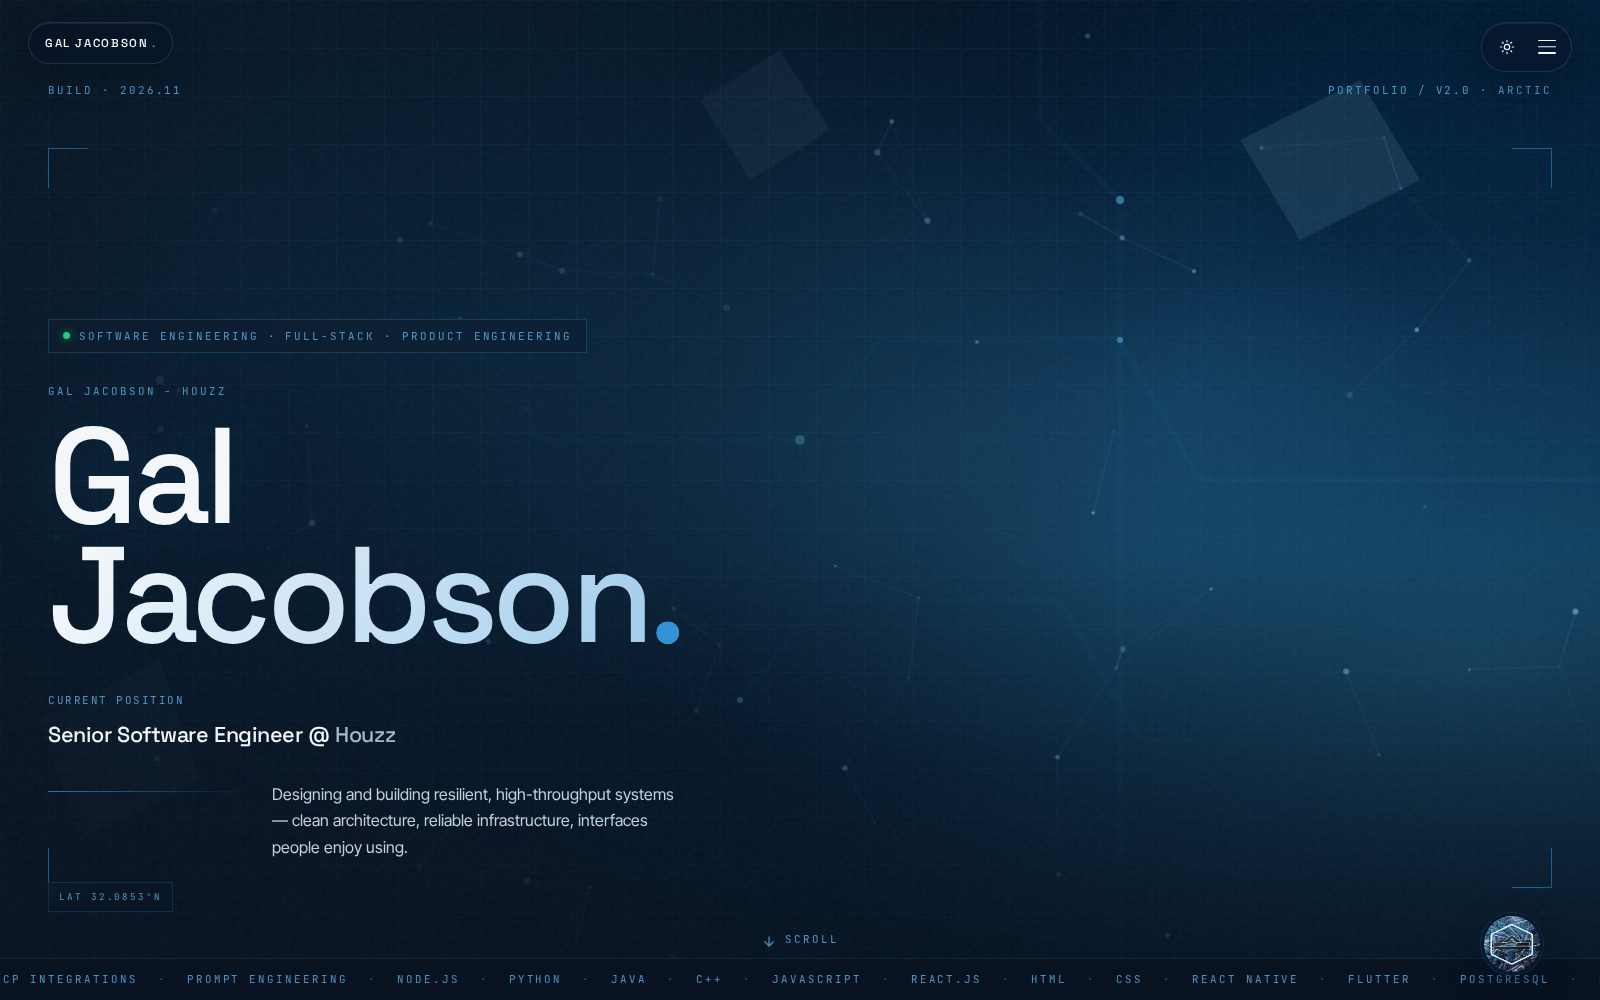 GAL JACOBSON.
BUILD · 2026.11
PORTFOLIO / V2.0 · ARCTIC
SOFTWARE ENGINEERING · FULL-STACK · PRODUCT ENGINEERING
GAL JACOBSON - HOUZZ
Gal
Jacobson.
CURRENT POSITION
Senior Software Engineer @ Houzz
Designing and building resilient, high-throughput systems
— clean architecture, reliable infrastructure, interfaces
people enjoy using.
LAT 32.0853°N
SCROLL
CP INTEGRATIONS · PROMPT ENGINEERING · NODE.JS · PYTHON · JAVA · C++ · JAVASCRIPT · REACT.JS · HTML · CSS · REACT NATIVE · FLUTTER · POSTGRESQL ·